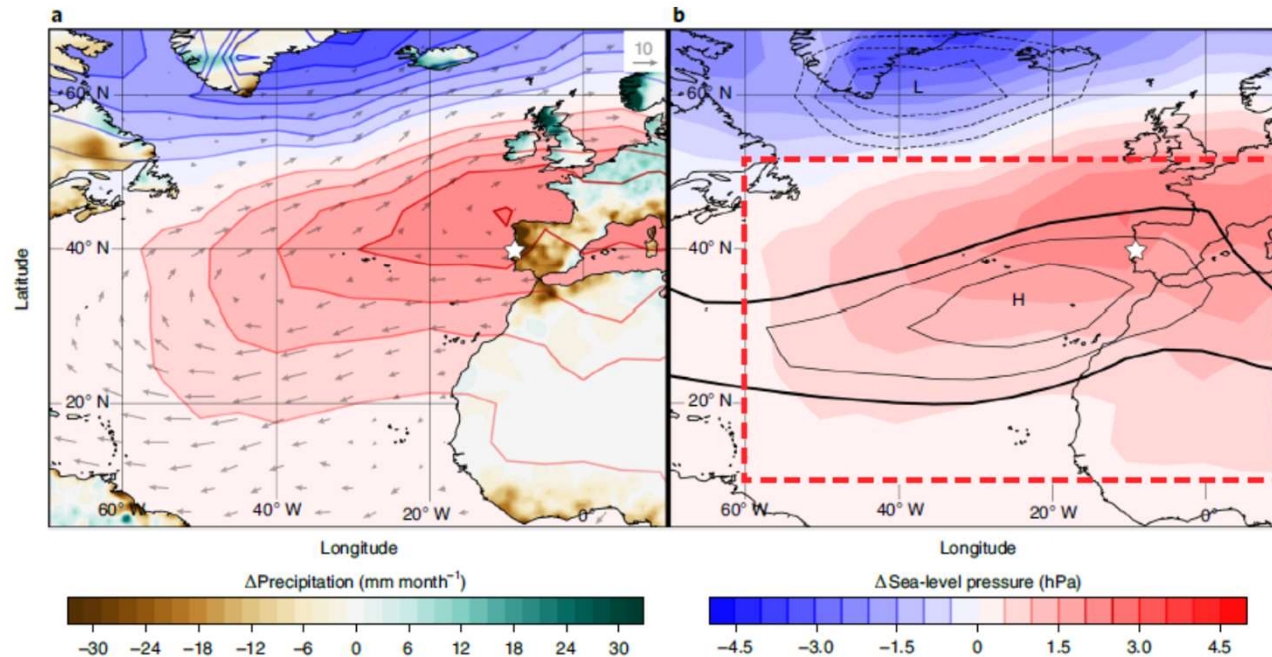 a
b
10
60° N
40° N
20° N
60° W
40° W
20° W
0°
Latitude
Longitude
L
H
60° N
40° N
20° N
60° W
40° W
20° W
0°
Longitude
ΔPrecipitation (mm month⁻¹)
−30 −24 −18 −12 −6 0 6 12 18 24 30
ΔSea-level pressure (hPa)
−4.5 −3.0 −1.5 0 1.5 3.0 4.5